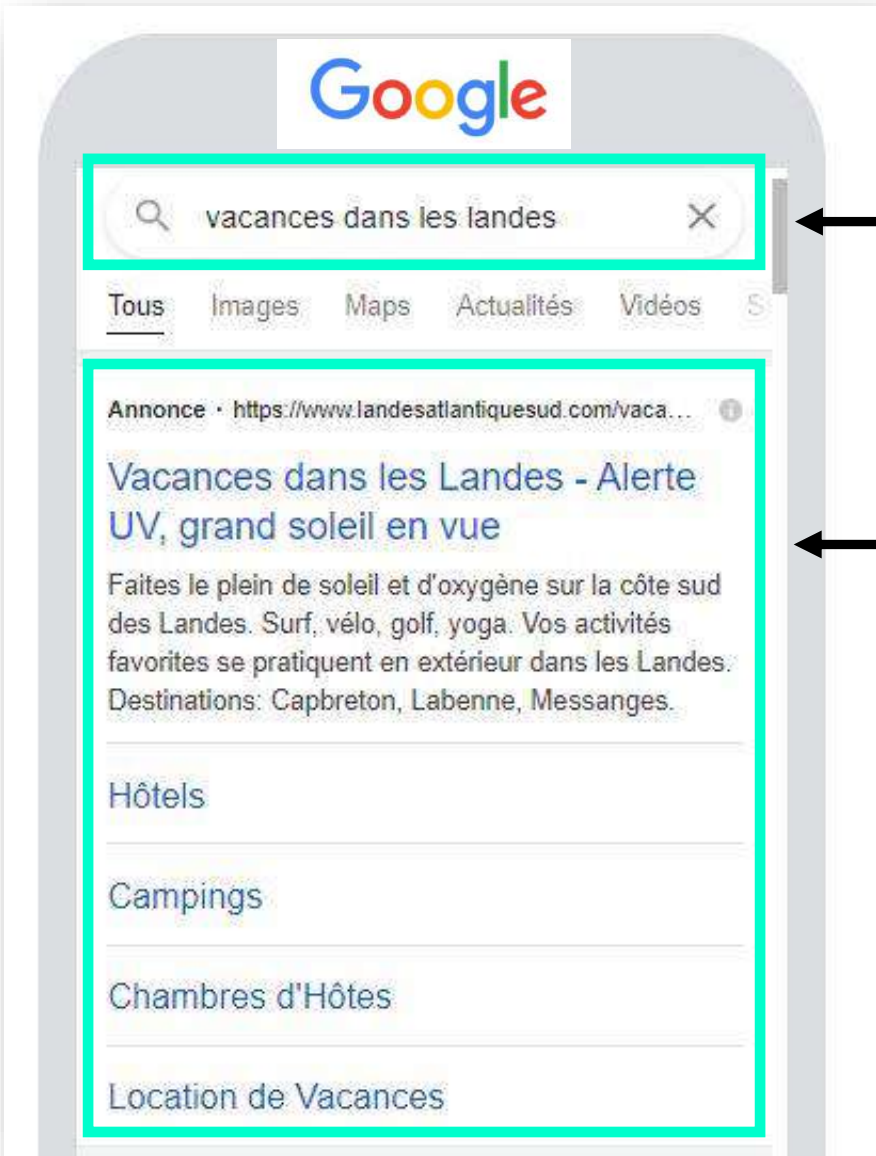 Google
vacances dans les landes
Tous Images Maps Actualités Vidéos S
Annonce · https://www.landesatlantiquesud.com/vaca...
Vacances dans les Landes - Alerte
UV, grand soleil en vue
Faites le plein de soleil et d'oxygène sur la côte sud
des Landes. Surf, vélo, golf, yoga. Vos activités
favorites se pratiquent en extérieur dans les Landes.
Destinations: Capbreton, Labenne, Messanges.
Hôtels
Campings
Chambres d'Hôtes
Location de Vacances